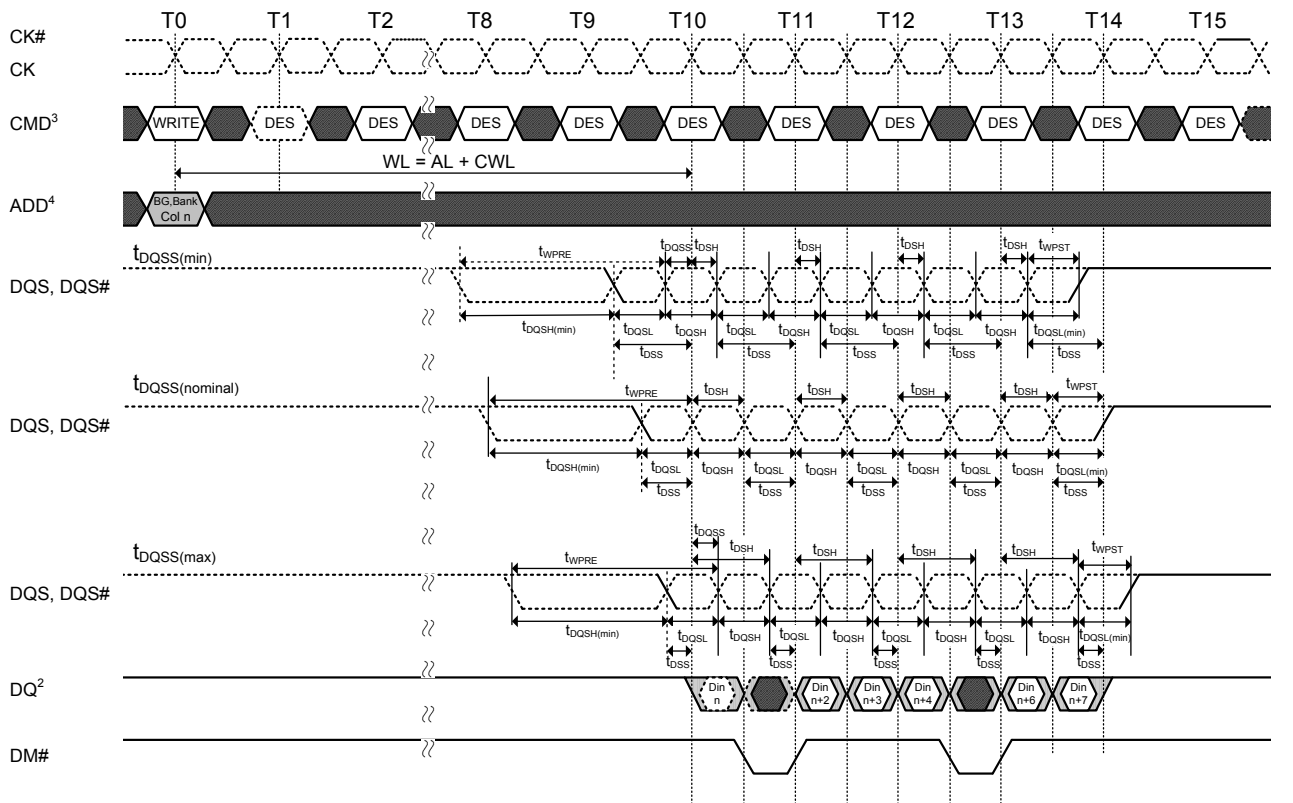 T0 T1 T2 T8 T9 T10 T11 T12 T13 T14 T15
CK#
CK
CMD3 WRITE DES DES DES DES DES DES DES DES DES DES
WL = AL + CWL
ADD4 BG,Bank
Col n
tDQSS(min) tWPRE tDQSS tDSH tDSH tDSH tDSH tWPST
DQS, DQS#
tDQSH(min) tDQSL tDQSH tDQSL tDQSH tDQSL tDQSH tDQSL tDQSH tDQSL(min)
tDSS tDSS tDSS tDSS tDSS
tDQSS(nominal) tWPRE tDSH tDSH tDSH tDSH tWPST
DQS, DQS#
tDQSH(min) tDQSL tDQSH tDQSL tDQSH tDQSL tDQSH tDQSL tDQSH tDQSL(min)
tDSS tDSS tDSS tDSS tDSS
tDQSS
tDQSS(max) tWPRE tDSH tDSH tDSH tDSH tWPST
DQS, DQS#
tDQSH(min) tDQSL tDQSH tDQSL tDQSH tDQSL tDQSH tDQSL tDQSH tDQSL(min)
tDSS tDSS tDSS tDSS tDSS
DQ2 Din
n Din
n+2 Din
n+3 Din
n+4 Din
n+6 Din
n+7
DM#